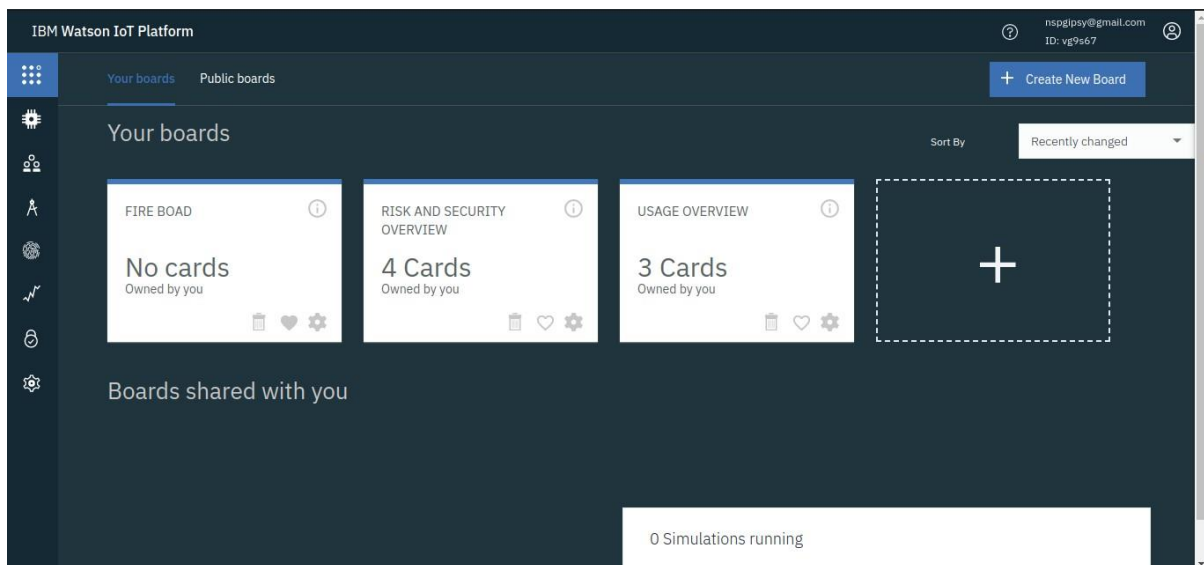 IBM Watson IoT Platform
nspgipsy@gmail.com
ID: vg9s67
Your boards
Public boards
Create New Board
Your boards
Sort By
Recently changed
FIRE BOAD
No cards
Owned by you
RISK AND SECURITY
OVERVIEW
4 Cards
Owned by you
USAGE OVERVIEW
3 Cards
Owned by you
Boards shared with you
0 Simulations running